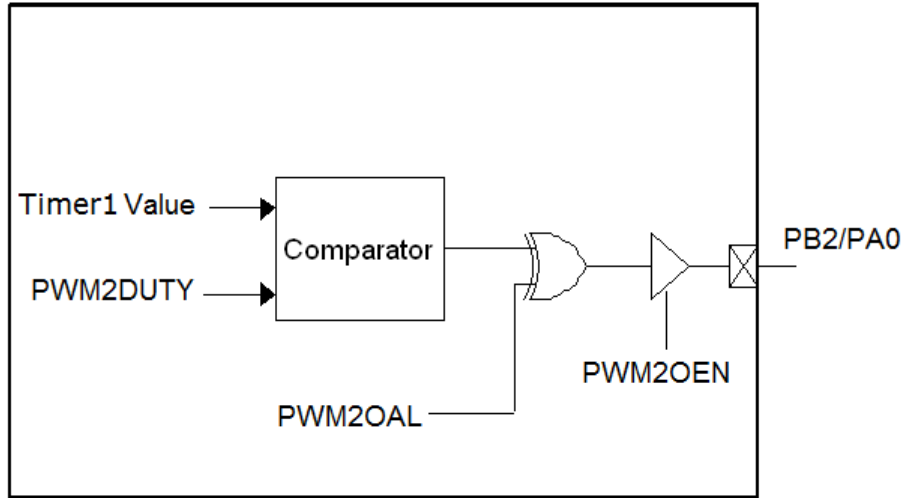 Timer1 Value
PWM2DUTY
Comparator
PB2/PA0
PWM2OEN
PWM2OAL